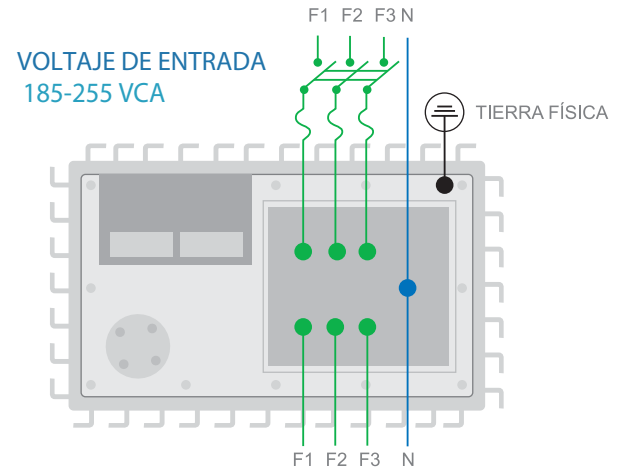 F1 F2 F3 N
VOLTAJE DE ENTRADA
185-255 VCA
TIERRA FÍSICA
F1 F2 F3 N